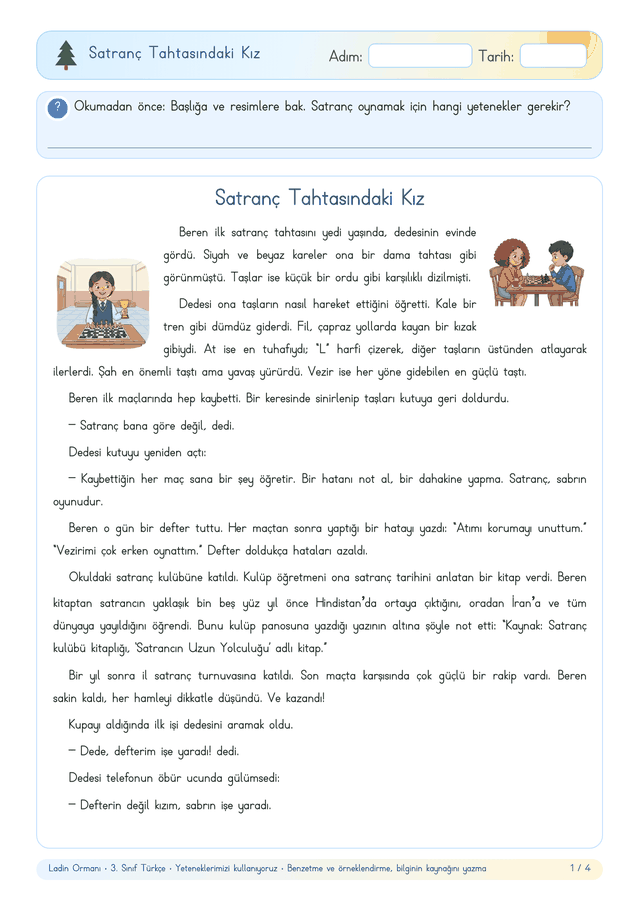 Satranç Tahtasındaki Kız
Adım:
Tarih:
? Okumadan önce: Başlığa ve resimlere bak. Satranç oynamak için hangi yetenekler gerekir?
Satranç Tahtasındaki Kız
Beren ilk satranç tahtasını yedi yaşında, dedesinin evinde
gördü. Siyah ve beyaz kareler ona bir dama tahtası gibi
görünmüştü. Taşlar ise küçük bir ordu gibi karşılıklı dizilmişti.
Dedesi ona taşların nasıl hareket ettiğini öğretti. Kale bir
tren gibi dümdüz giderdi. Fil, çapraz yollarda kayan bir kızak
gibiydi. At ise en tuhafıydı; "L" harfi çizerek, diğer taşların üstünden atlayarak
ilerlerdi. Şah en önemli taştı ama yavaş yürürdü. Vezir ise her yöne gidebilen en güçlü taştı.
Beren ilk maçlarında hep kaybetti. Bir keresinde sinirlenip taşları kutuya geri doldurdu.
– Satranç bana göre değil, dedi.
Dedesi kutuyu yeniden açtı:
– Kaybettiğin her maç sana bir şey öğretir. Bir hatanı not al, bir dahakine yapma. Satranç, sabrın
oyunudur.
Beren o gün bir defter tuttu. Her maçtan sonra yaptığı bir hatayı yazdı: "Atımı korumayı unuttum."
"Vezirimi çok erken oynattım." Defter doldukça hataları azaldı.
Okuldaki satranç kulübüne katıldı. Kulüp öğretmeni ona satranç tarihini anlatan bir kitap verdi. Beren
kitaptan satrancın yaklaşık bin beş yüz yıl önce Hindistan’da ortaya çıktığını, oradan İran’a ve tüm
dünyaya yayıldığını öğrendi. Bunu kulüp panosuna yazdığı yazının altına şöyle not etti: "Kaynak: Satranç
kulübü kitaplığı, 'Satrancın Uzun Yolculuğu' adlı kitap."
Bir yıl sonra il satranç turnuvasına katıldı. Son maçta karşısında çok güçlü bir rakip vardı. Beren
sakin kaldı, her hamleyi dikkatle düşündü. Ve kazandı!
Kupayı aldığında ilk işi dedesini aramak oldu.
– Dede, defterim işe yaradı! dedi.
Dedesi telefonun öbür ucunda gülümsedi:
– Defterin değil kızım, sabrın işe yaradı.
Ladin Ormanı • 3. Sınıf Türkçe • Yeteneklerimizi kullanıyoruz • Benzetme ve örneklendirme, bilginin kaynağını yazma
1 / 4